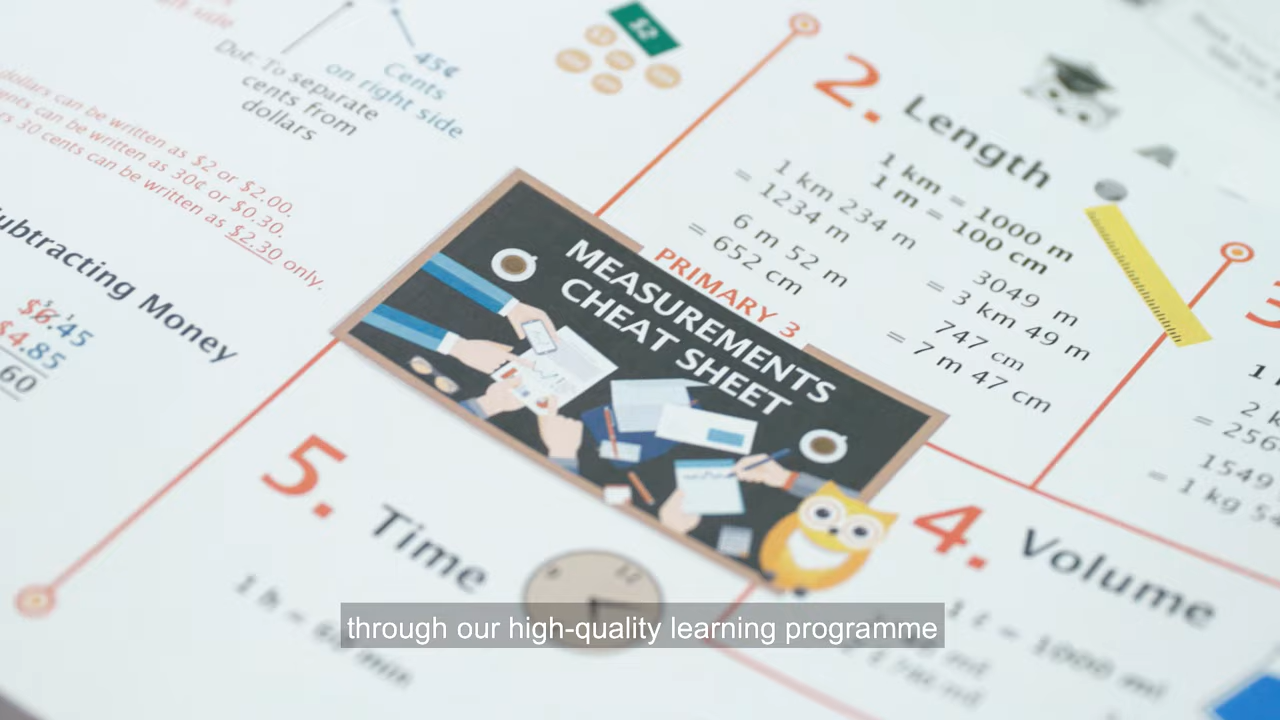 45¢
Cents
on right side
Dot: To separate
cents from
dollars
dollars can be written as $2 or $2.00.
cents can be written as 30¢ or $0.30.
30 cents can be written as $2.30 only.
Subtracting Money
$6.45
$4.85
60
$2
2. Length
1 km = 1000 m
1 m = 100 cm
1 km 234 m
= 1234 m
6 m 52 m
= 652 cm
3049 m
= 3 km 49 m
747 cm
= 7 m 47 cm
PRIMARY 3
MEASUREMENTS
CHEAT SHEET
5. Time
12
4. Volume
1549
through our high-quality learning programme